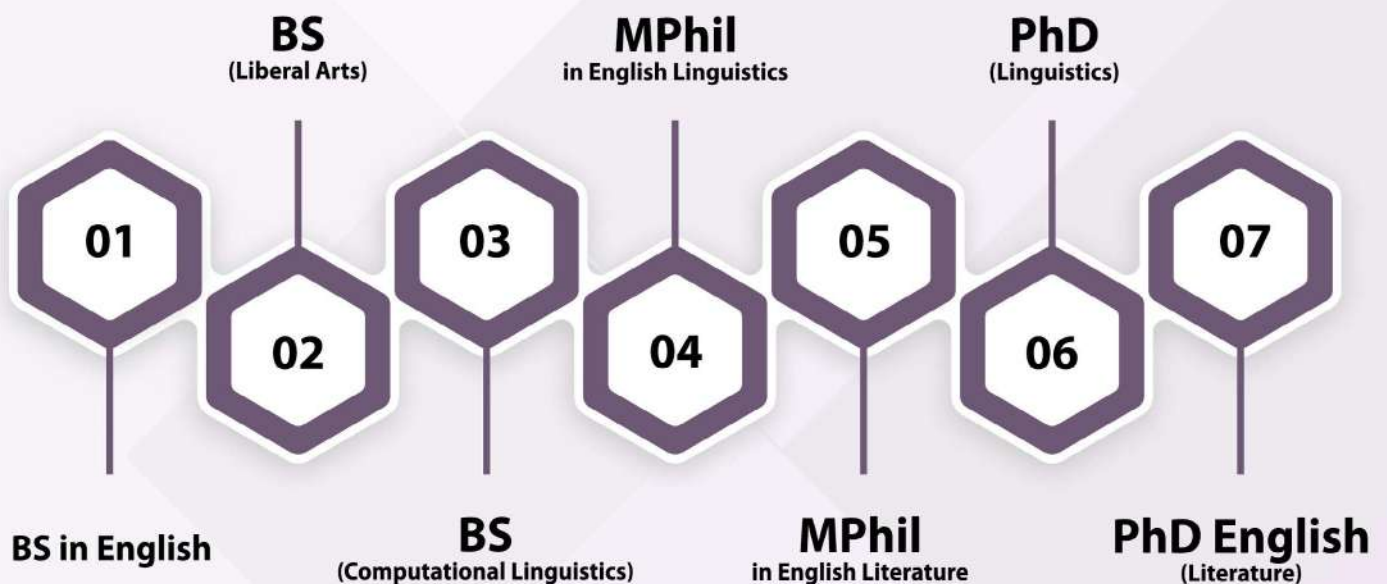 BS
(Liberal Arts)
MPhil
in English Linguistics
PhD
(Linguistics)
01
02
03
04
05
06
07
BS in English
BS
(Computational Linguistics)
MPhil
in English Literature
PhD English
(Literature)